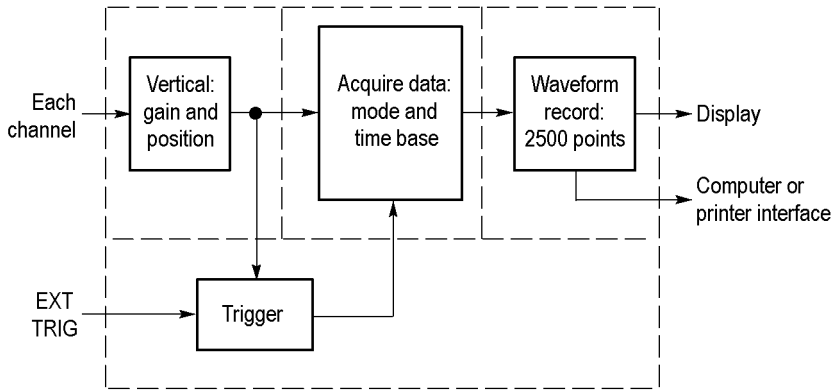 Each
channel
Vertical:
gain and
position
Acquire data:
mode and
time base
Waveform
record:
2500 points
Display
Computer or
printer interface
EXT
TRIG
Trigger